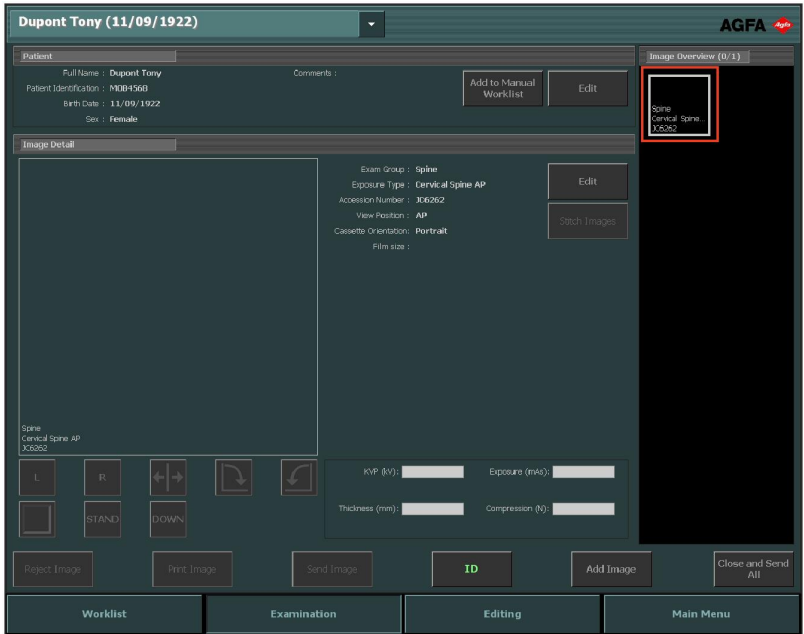 Dupont Tony (11/09/1922)
AGFA Agfa
Patient
Full Name : Dupont Tony
Patient Identification : MOB4568
Birth Date : 11/09/1922
Sex : Female
Comments :
Add to Manual
Worklist
Edit
Image Overview (0/1)
Spine
Cervical Spine...
JC6262
Image Detail
Exam Group : Spine
Exposure Type : Cervical Spine AP
Accession Number : JC6262
View Position : AP
Cassette Orientation: Portrait
Film size :
Edit
Stitch Images
Spine
Cervical Spine AP
JC6262
L
R
STAND
DOWN
KVP (kV):
Exposure (mAs):
Thickness (mm):
Compression (N):
Reject Image
Print Image
Send Image
ID
Add Image
Close and Send
All
Worklist
Examination
Editing
Main Menu